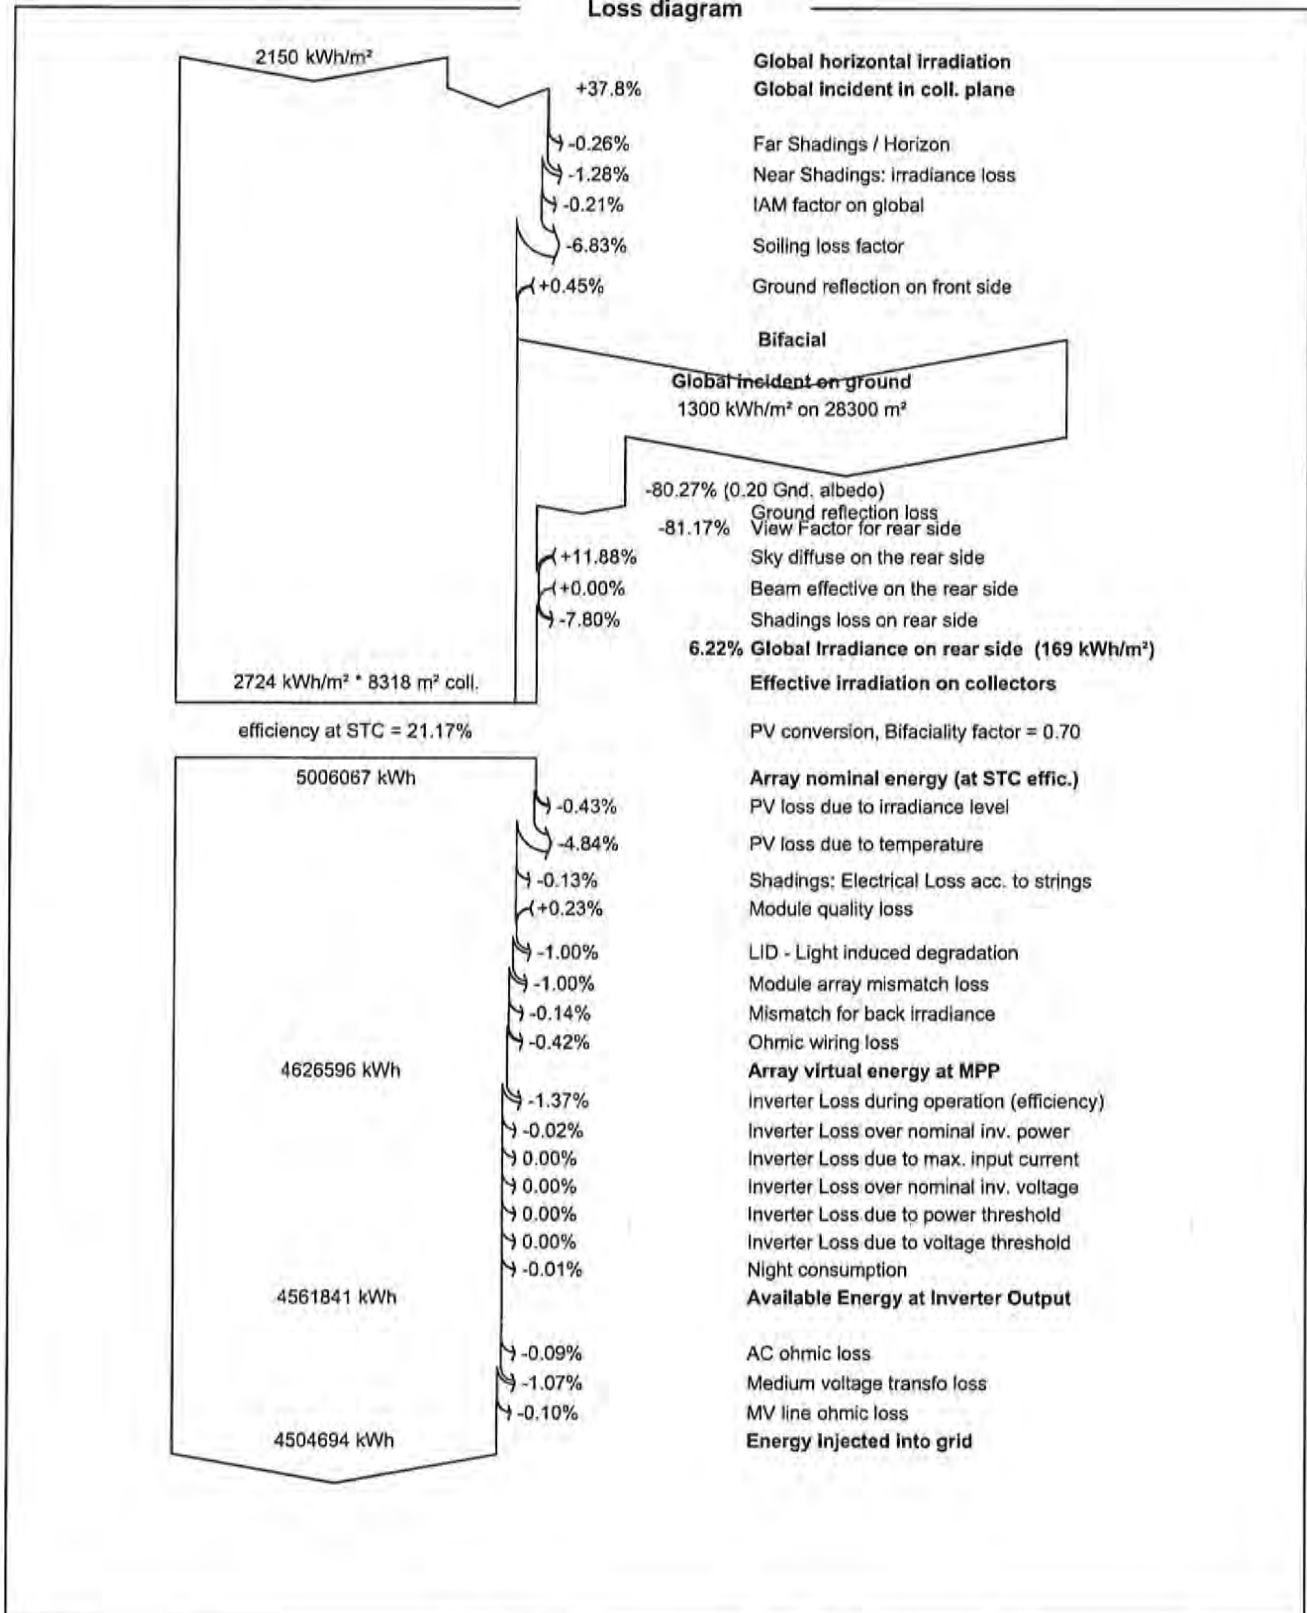 Loss diagram
2150 kWh/m² Global horizontal irradiation
+37.8% Global incident in coll. plane
-0.26% Far Shadings / Horizon
-1.28% Near Shadings: irradiance loss
-0.21% IAM factor on global
-6.83% Soiling loss factor
+0.45% Ground reflection on front side
Bifacial
Global incident on ground
1300 kWh/m² on 28300 m²
-80.27% (0.20 Gnd. albedo)
Ground reflection loss
-81.17% View Factor for rear side
+11.88% Sky diffuse on the rear side
+0.00% Beam effective on the rear side
-7.80% Shadings loss on rear side
6.22% Global Irradiance on rear side (169 kWh/m²)
2724 kWh/m² * 8318 m² coll. Effective irradiation on collectors
efficiency at STC = 21.17% PV conversion, Bifaciality factor = 0.70
5006067 kWh Array nominal energy (at STC effic.)
-0.43% PV loss due to irradiance level
-4.84% PV loss due to temperature
-0.13% Shadings: Electrical Loss acc. to strings
+0.23% Module quality loss
-1.00% LID - Light induced degradation
-1.00% Module array mismatch loss
-0.14% Mismatch for back irradiance
-0.42% Ohmic wiring loss
4626596 kWh Array virtual energy at MPP
-1.37% Inverter Loss during operation (efficiency)
-0.02% Inverter Loss over nominal inv. power
0.00% Inverter Loss due to max. input current
0.00% Inverter Loss over nominal inv. voltage
0.00% Inverter Loss due to power threshold
0.00% Inverter Loss due to voltage threshold
-0.01% Night consumption
4561841 kWh Available Energy at Inverter Output
-0.09% AC ohmic loss
-1.07% Medium voltage transfo loss
-0.10% MV line ohmic loss
4504694 kWh Energy injected into grid